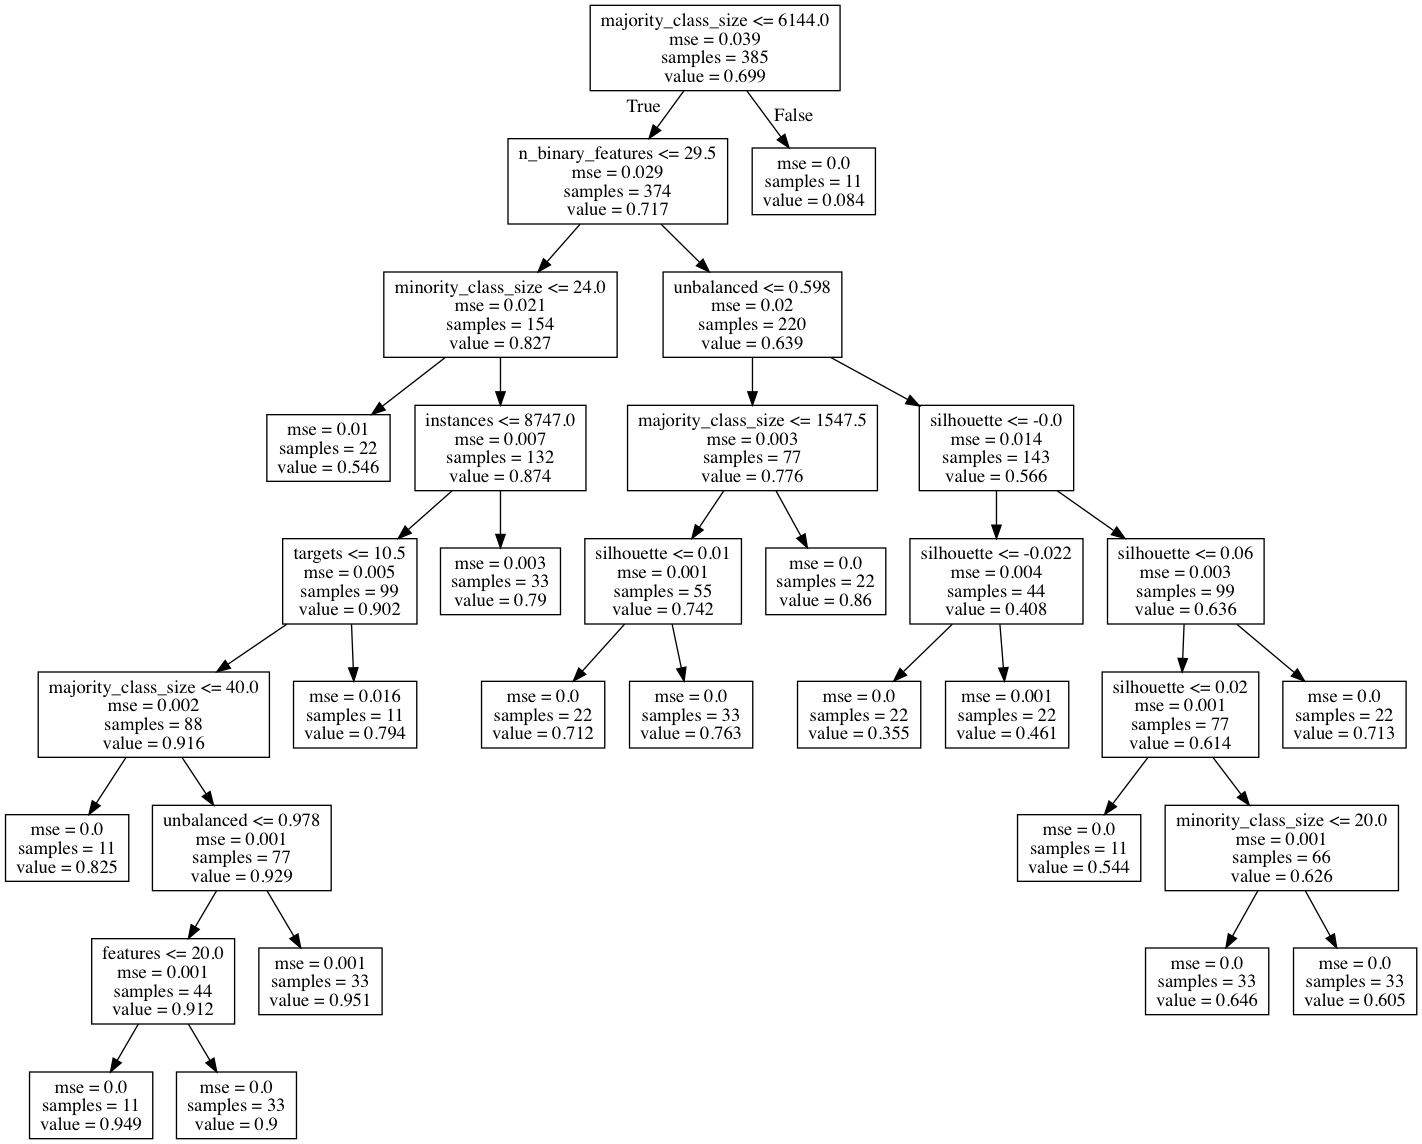 majority_class_size <= 6144.0
mse = 0.039
samples = 385
value = 0.699
True
False
n_binary_features <= 29.5
mse = 0.029
samples = 374
value = 0.717
mse = 0.0
samples = 11
value = 0.084
minority_class_size <= 24.0
mse = 0.021
samples = 154
value = 0.827
unbalanced <= 0.598
mse = 0.02
samples = 220
value = 0.639
mse = 0.01
samples = 22
value = 0.546
instances <= 8747.0
mse = 0.007
samples = 132
value = 0.874
majority_class_size <= 1547.5
mse = 0.003
samples = 77
value = 0.776
silhouette <= -0.0
mse = 0.014
samples = 143
value = 0.566
targets <= 10.5
mse = 0.005
samples = 99
value = 0.902
mse = 0.003
samples = 33
value = 0.79
silhouette <= 0.01
mse = 0.001
samples = 55
value = 0.742
mse = 0.0
samples = 22
value = 0.86
silhouette <= -0.022
mse = 0.004
samples = 44
value = 0.408
silhouette <= 0.06
mse = 0.003
samples = 99
value = 0.636
majority_class_size <= 40.0
mse = 0.002
samples = 88
value = 0.916
mse = 0.016
samples = 11
value = 0.794
mse = 0.0
samples = 22
value = 0.712
mse = 0.0
samples = 33
value = 0.763
mse = 0.0
samples = 22
value = 0.355
mse = 0.001
samples = 22
value = 0.461
silhouette <= 0.02
mse = 0.001
samples = 77
value = 0.614
mse = 0.0
samples = 22
value = 0.713
mse = 0.0
samples = 11
value = 0.825
unbalanced <= 0.978
mse = 0.001
samples = 77
value = 0.929
mse = 0.0
samples = 11
value = 0.544
minority_class_size <= 20.0
mse = 0.001
samples = 66
value = 0.626
features <= 20.0
mse = 0.001
samples = 44
value = 0.912
mse = 0.001
samples = 33
value = 0.951
mse = 0.0
samples = 33
value = 0.646
mse = 0.0
samples = 33
value = 0.605
mse = 0.0
samples = 11
value = 0.949
mse = 0.0
samples = 33
value = 0.9